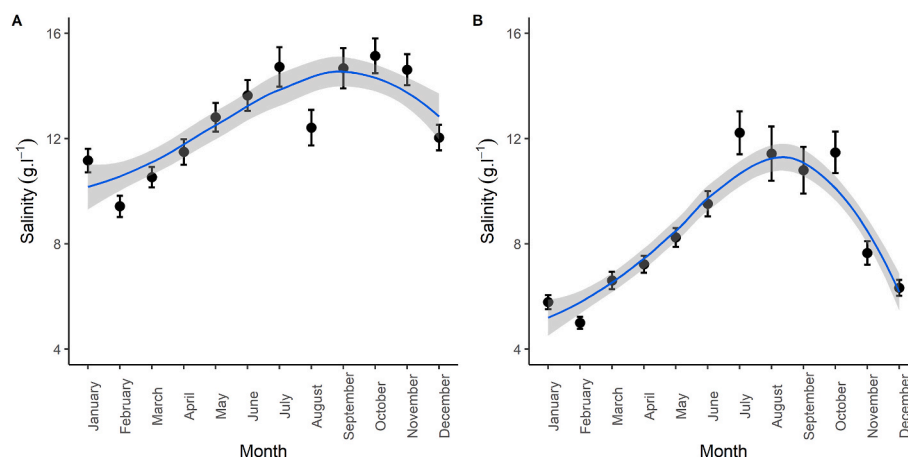 A
Salinity (g.l⁻¹)
16
12
8
4
January
February
March
April
May
June
July
August
September
October
November
December
Month
B
Salinity (g.l⁻¹)
16
12
8
4
January
February
March
April
May
June
July
August
September
October
November
December
Month